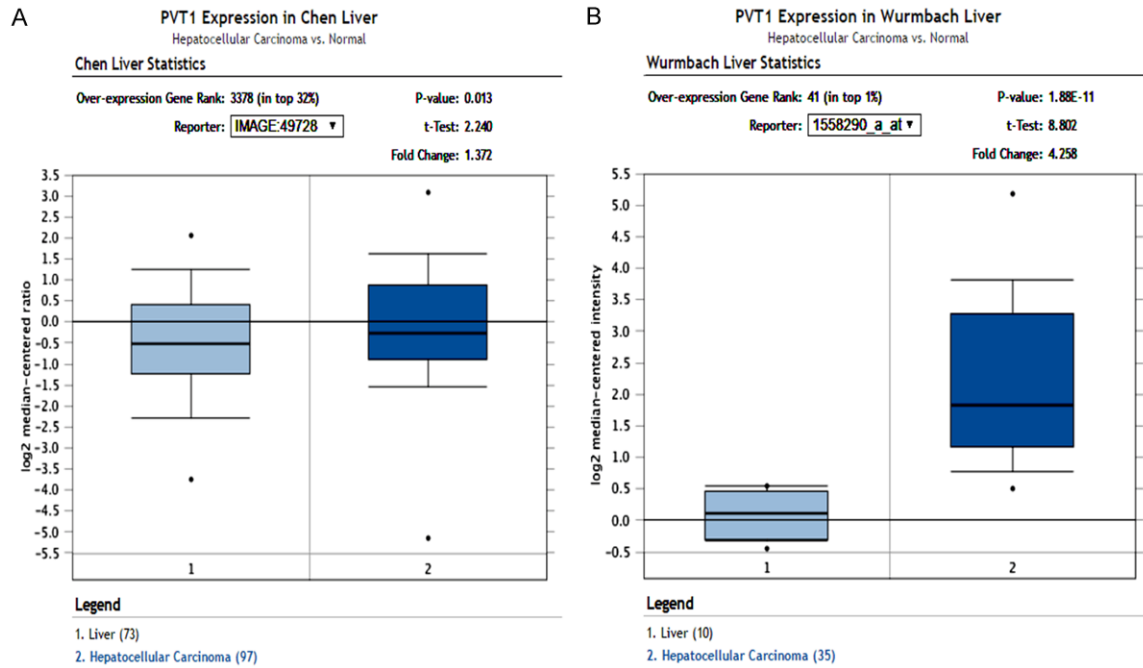 A
PVT1 Expression in Chen Liver
Hepatocellular Carcinoma vs. Normal
Chen Liver Statistics
Over-expression Gene Rank: 3378 (in top 32%)
P-value: 0.013
Reporter: IMAGE:49728
t-Test: 2.240
Fold Change: 1.372
log2 median-centered ratio
3.5
3.0
2.5
2.0
1.5
1.0
0.5
0.0
-0.5
-1.0
-1.5
-2.0
-2.5
-3.0
-3.5
-4.0
-4.5
-5.0
-5.5
1
2
Legend
1. Liver (73)
2. Hepatocellular Carcinoma (97)
B
PVT1 Expression in Wurmbach Liver
Hepatocellular Carcinoma vs. Normal
Wurmbach Liver Statistics
Over-expression Gene Rank: 41 (in top 1%)
P-value: 1.88E-11
Reporter: 1558290_a_at
t-Test: 8.802
Fold Change: 4.258
log2 median-centered intensity
5.5
5.0
4.5
4.0
3.5
3.0
2.5
2.0
1.5
1.0
0.5
0.0
-0.5
1
2
Legend
1. Liver (10)
2. Hepatocellular Carcinoma (35)